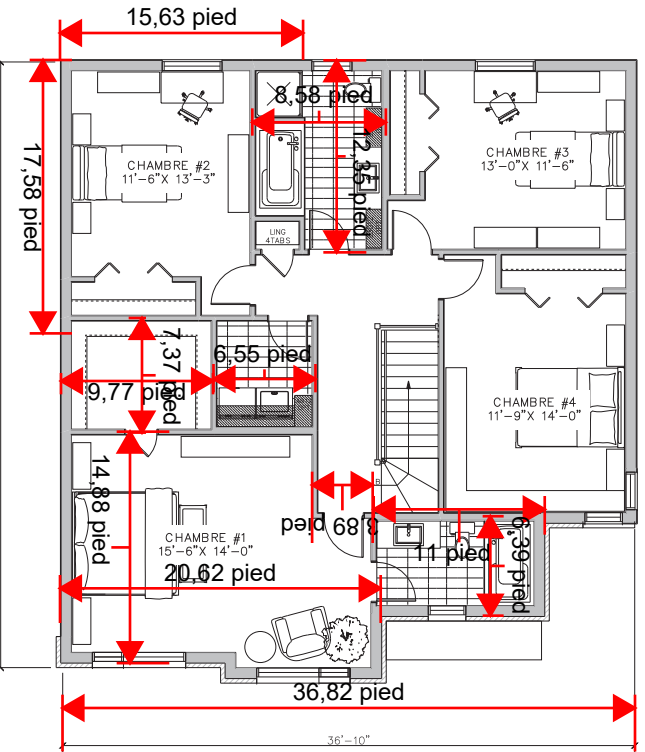 15,63 pied
8,58 pied
12,35 pied
17,58 pied
CHAMBRE #2
11'-6"X 13'-3"
CHAMBRE #3
13'-0"X 11'-6"
LING
4TABS
7,37 pied
6,55 pied
9,77 pied
CHAMBRE #4
11'-9"X 14'-0"
14,88 pied
B
3,89
pied
11 pied
6,39 pied
CHAMBRE #1
15'-6"X 14'-0"
20,62 pied
36,82 pied
36'-10"